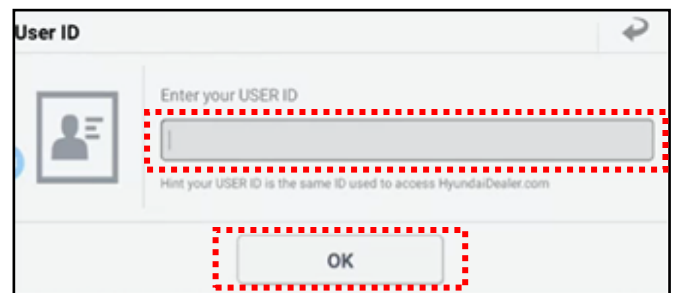 User ID
Enter your USER ID
Hint your USER ID is the same ID used to access HyundaiDealer.com
OK